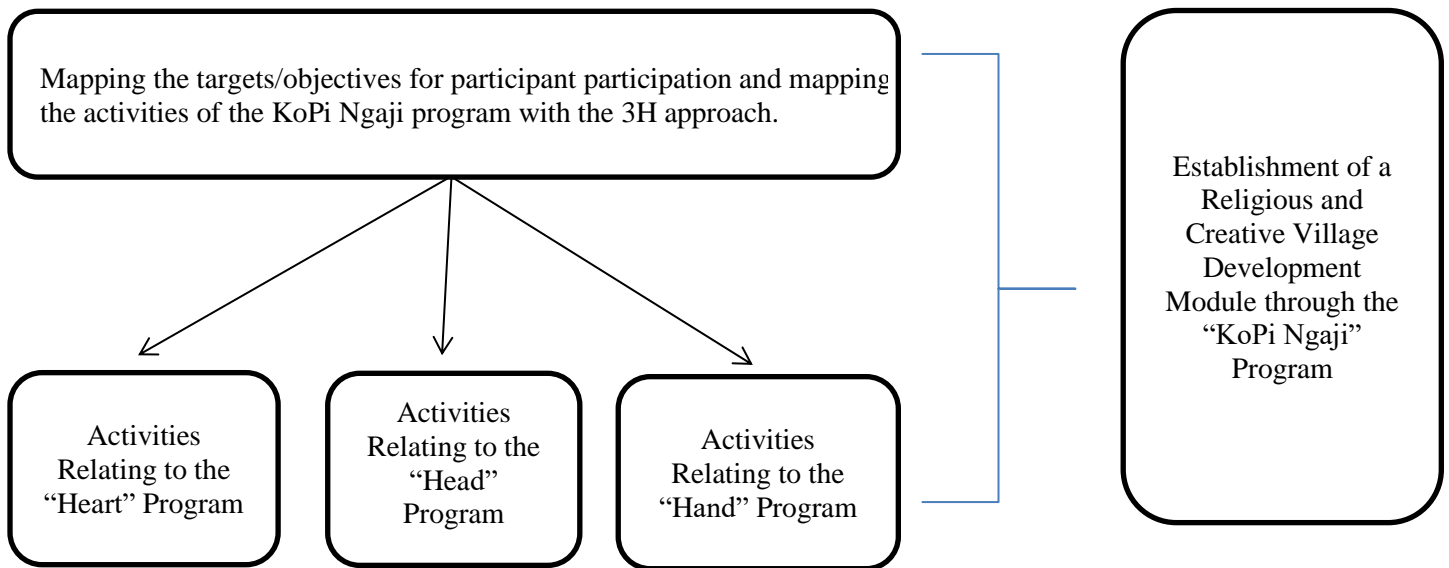 Mapping the targets/objectives for participant participation and mapping
the activities of the KoPi Ngaji program with the 3H approach.
Activities
Relating to the
“Heart” Program
Activities
Relating to the
“Head”
Program
Activities
Relating to the
“Hand” Program
Establishment of a
Religious and
Creative Village
Development
Module through the
“KoPi Ngaji”
Program